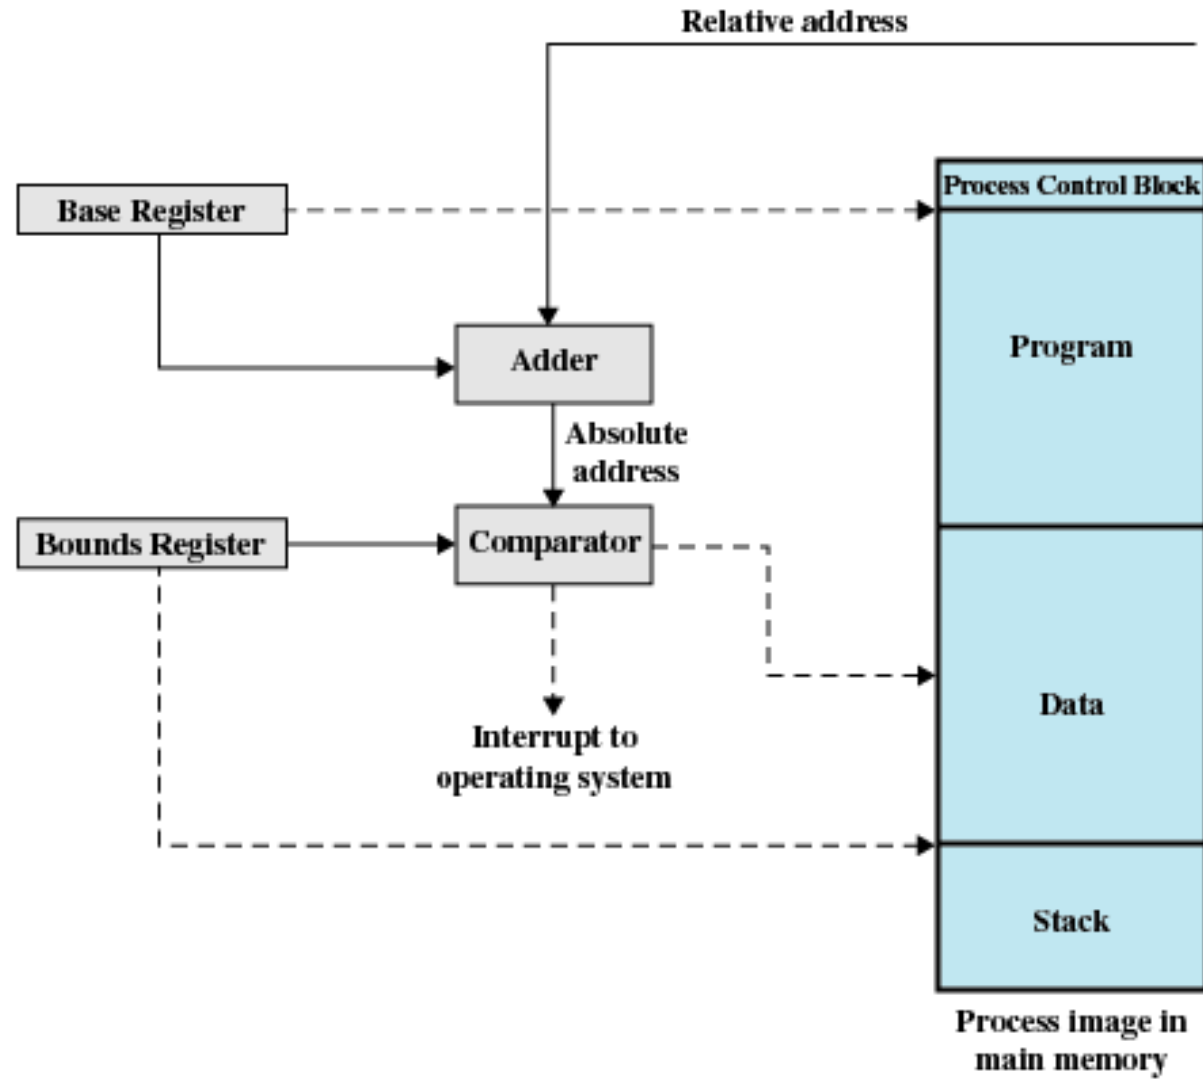 Relative address
Process Control Block
Base Register
Program
Adder
Absolute
address
Bounds Register
Comparator
Data
Interrupt to
operating system
Stack
Process image in
main memory